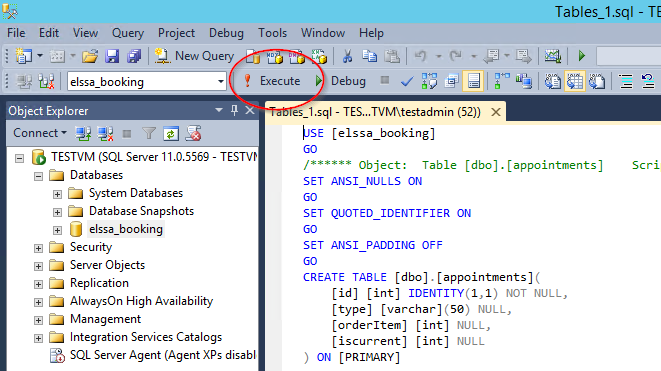 Tables_1.sql - TES
File Edit View Query Project Debug Tools Window Help
New Query
elssa_booking Execute Debug
Object Explorer
Tables_1.sql - TES...TVM\testadmin (52))
Connect
TESTVM (SQL Server 11.0.5569 - TESTVM
Databases
System Databases
Database Snapshots
elssa_booking
Security
Server Objects
Replication
AlwaysOn High Availability
Management
Integration Services Catalogs
SQL Server Agent (Agent XPs disabl
USE [elssa_booking]
GO
/****** Object:  Table [dbo].[appointments]    Scri
SET ANSI_NULLS ON
GO
SET QUOTED_IDENTIFIER ON
GO
SET ANSI_PADDING OFF
GO
CREATE TABLE [dbo].[appointments](
[id] [int] IDENTITY(1,1) NOT NULL,
[type] [varchar](50) NULL,
[orderItem] [int] NULL,
[iscurrent] [int] NULL
) ON [PRIMARY]